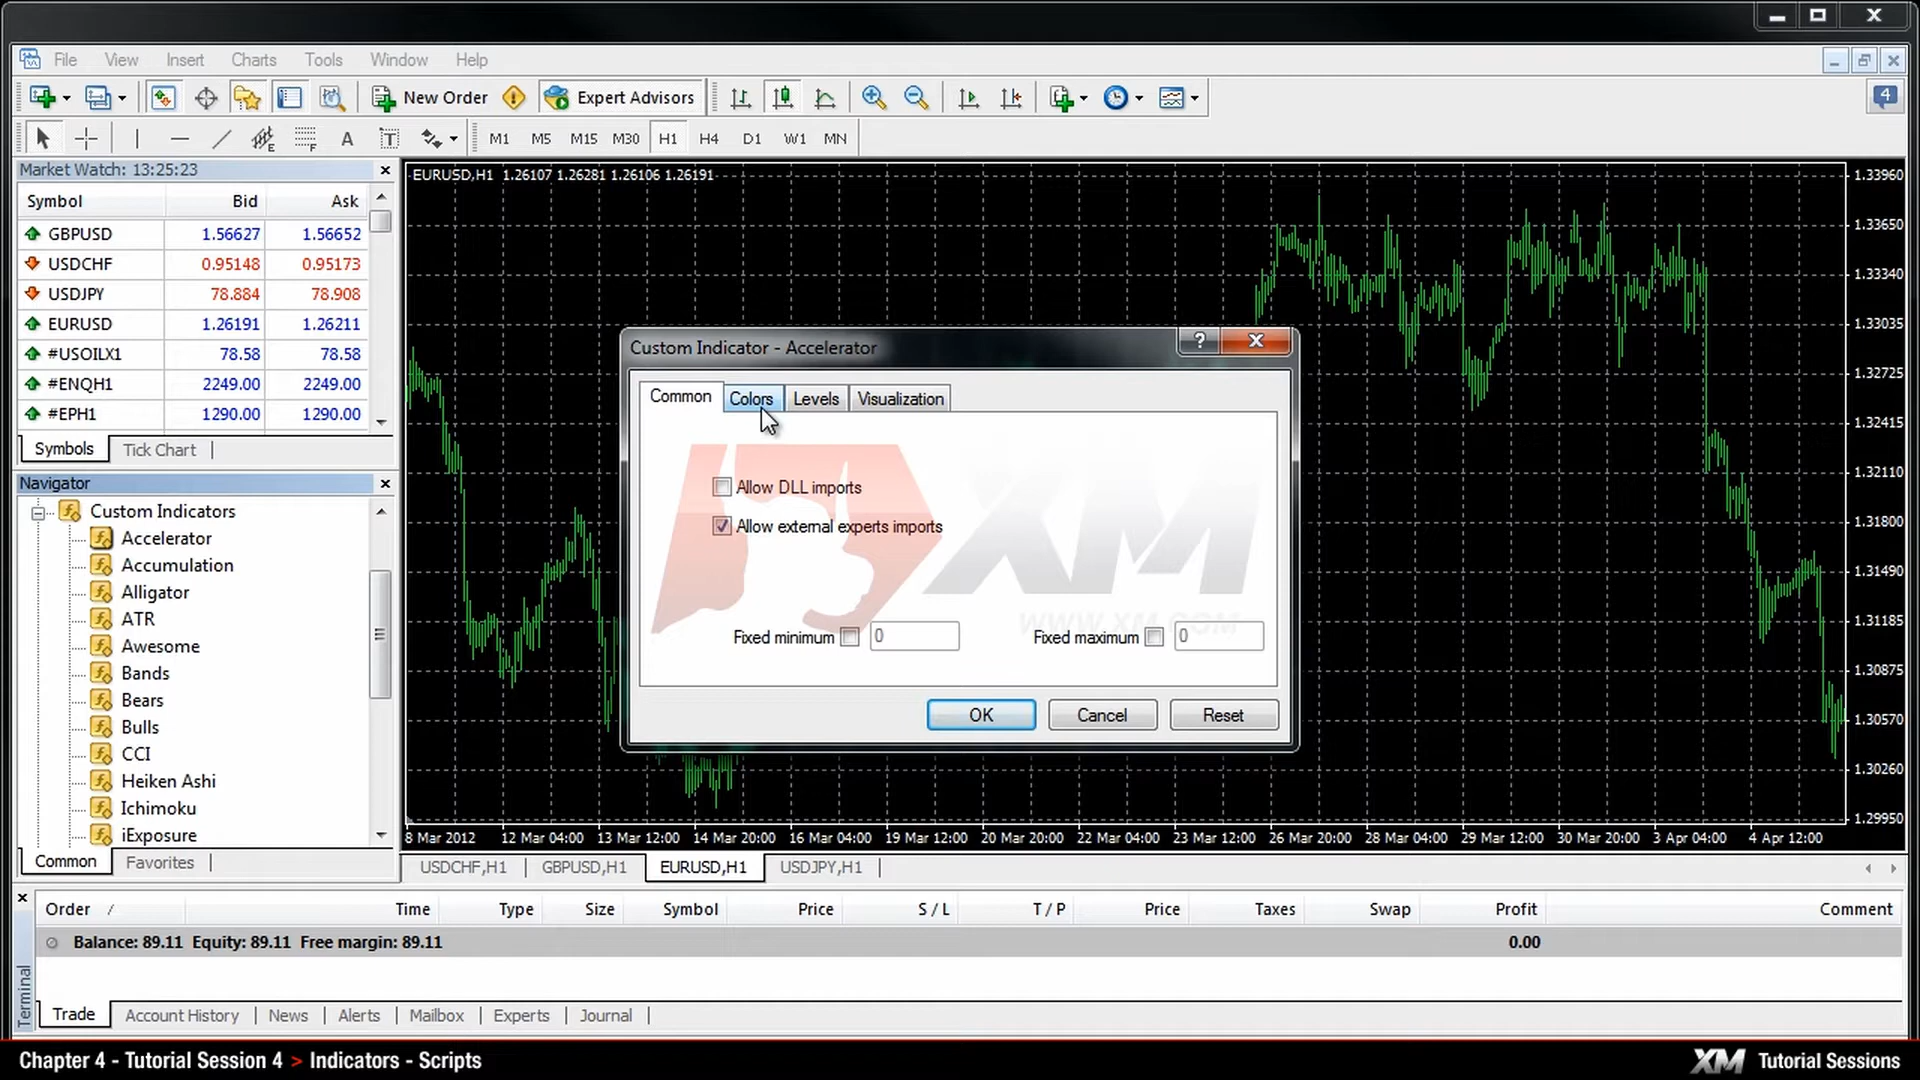 File View Insert Charts Tools Window Help
New Order Expert Advisors 4
A T E F M1 M5 M15 M30 H1 H4 D1 W1 MN
Market Watch: 13:25:23
Symbol Bid Ask
GBPUSD 1.56627 1.56652
USDCHF 0.95148 0.95173
USDJPY 78.884 78.908
EURUSD 1.26191 1.26211
#USOILX1 78.58 78.58
#ENQH1 2249.00 2249.00
#EPH1 1290.00 1290.00
Symbols Tick Chart
Navigator
Custom Indicators
Accelerator
Accumulation
Alligator
ATR
Awesome
Bands
Bears
Bulls
CCI
Heiken Ashi
Ichimoku
iExposure
Common Favorites
EURUSD,H1 1.26107 1.26281 1.26106 1.26191
1.33960
1.33650
1.33340
1.33035
1.32725
1.32415
1.32110
1.31800
1.31490
1.31185
1.30875
1.30570
1.30260
1.29950
Custom Indicator - Accelerator
Common Colors Levels Visualization
Allow DLL imports
Allow external experts imports
XM
WWW.XM.COM
Fixed minimum 0 Fixed maximum 0
OK Cancel Reset
8 Mar 2012 12 Mar 04:00 13 Mar 12:00 14 Mar 20:00 16 Mar 04:00 19 Mar 12:00 20 Mar 20:00 22 Mar 04:00 23 Mar 12:00 26 Mar 20:00 28 Mar 04:00 29 Mar 12:00 30 Mar 20:00 3 Apr 04:00 4 Apr 12:00
USDCHF,H1 GBPUSD,H1 EURUSD,H1 USDJPY,H1
Order / Time Type Size Symbol Price S / L T / P Price Taxes Swap Profit Comment
Balance: 89.11 Equity: 89.11 Free margin: 89.11 0.00
Terminal
Trade Account History News Alerts Mailbox Experts Journal
Chapter 4 - Tutorial Session 4 > Indicators - Scripts
XM Tutorial Sessions